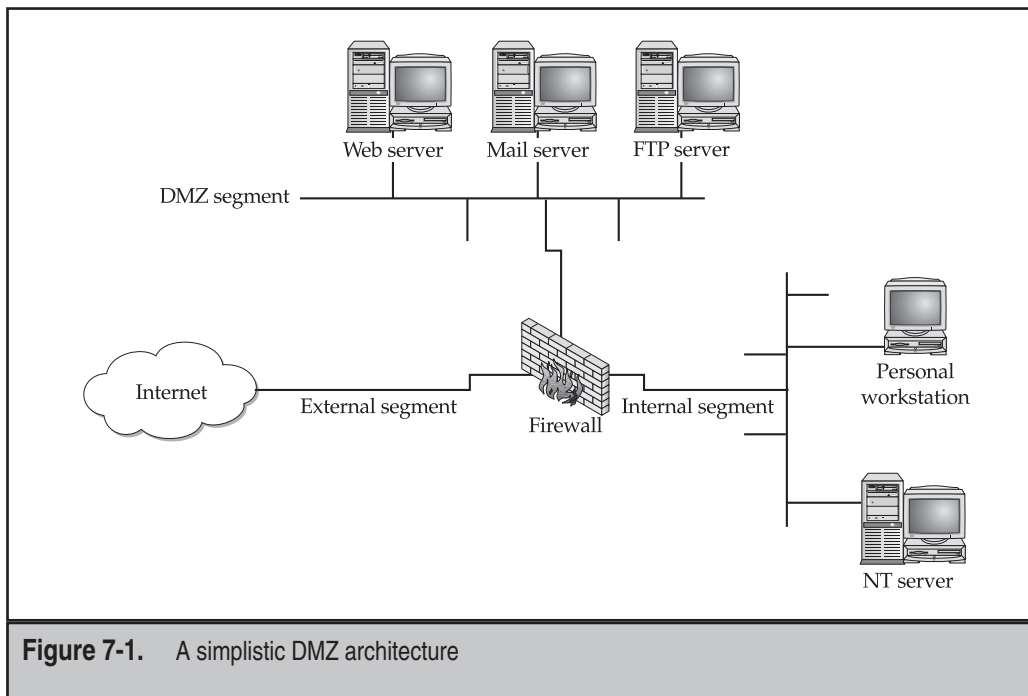 Web server
Mail server
FTP server
DMZ segment
Internet
External segment
Firewall
Internal segment
Personal
workstation
NT server
Figure 7-1. A simplistic DMZ architecture